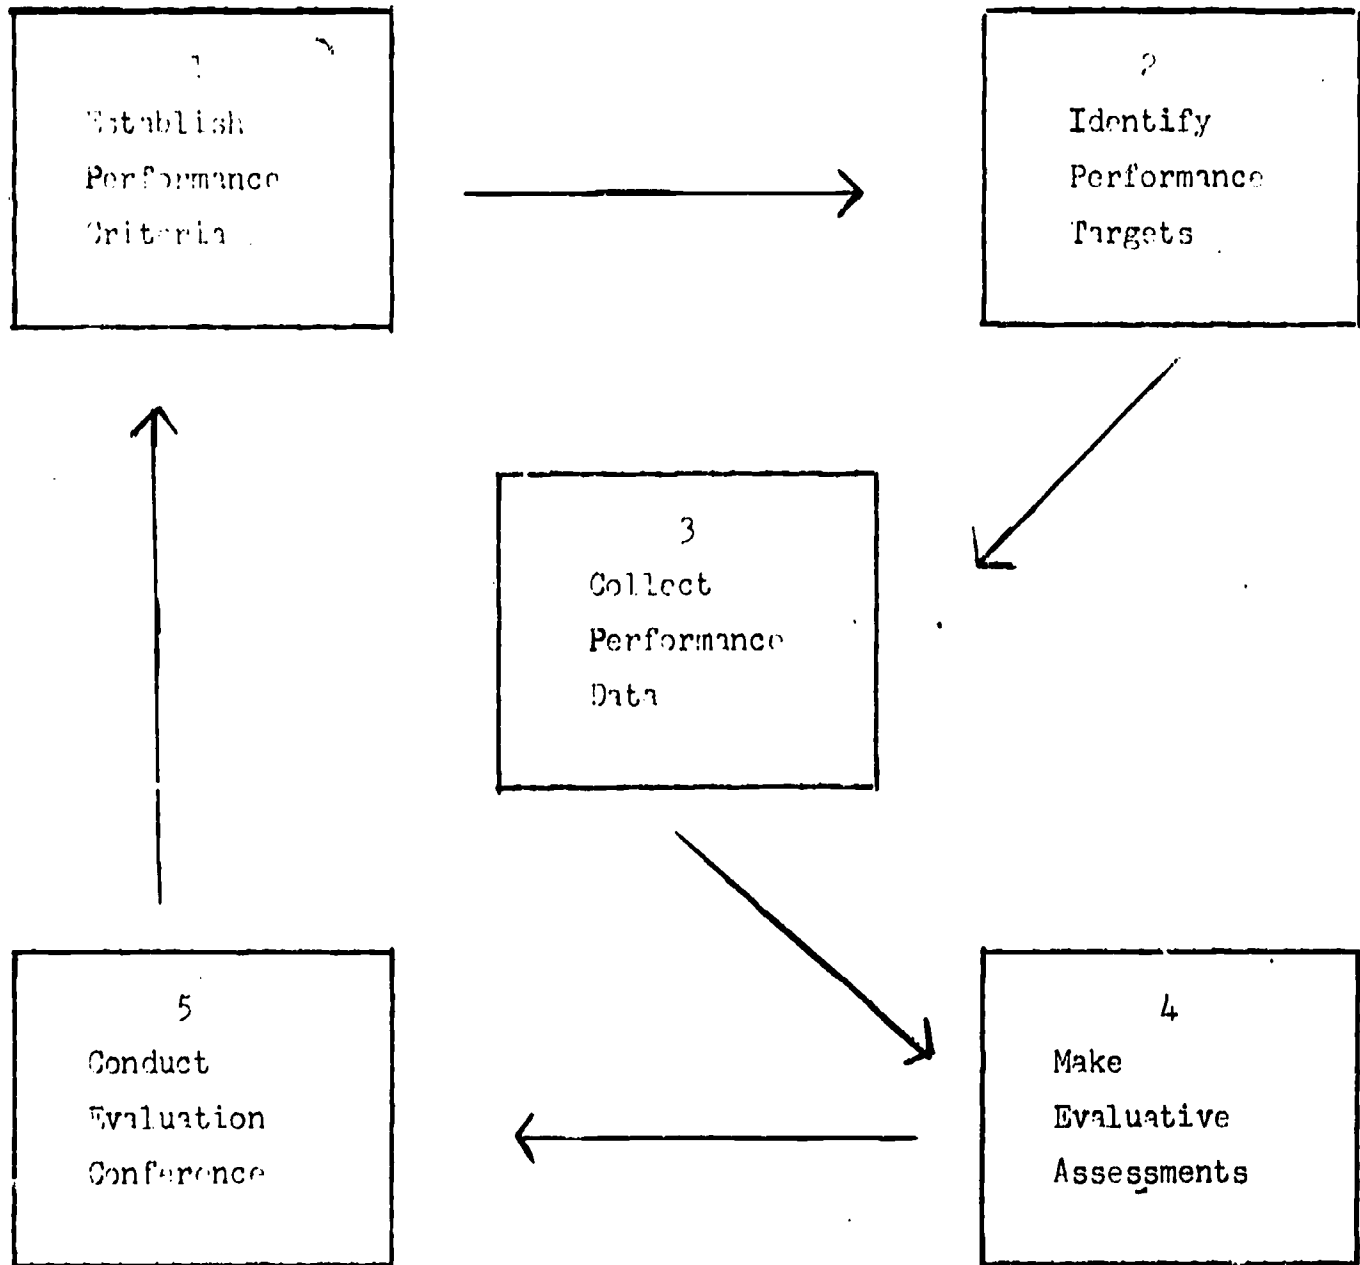 1
Establish
Performance
Criteria
2
Identify
Performance
Targets
3
Collect
Performance
Data
5
Conduct
Evaluation
Conference
4
Make
Evaluative
Assessments